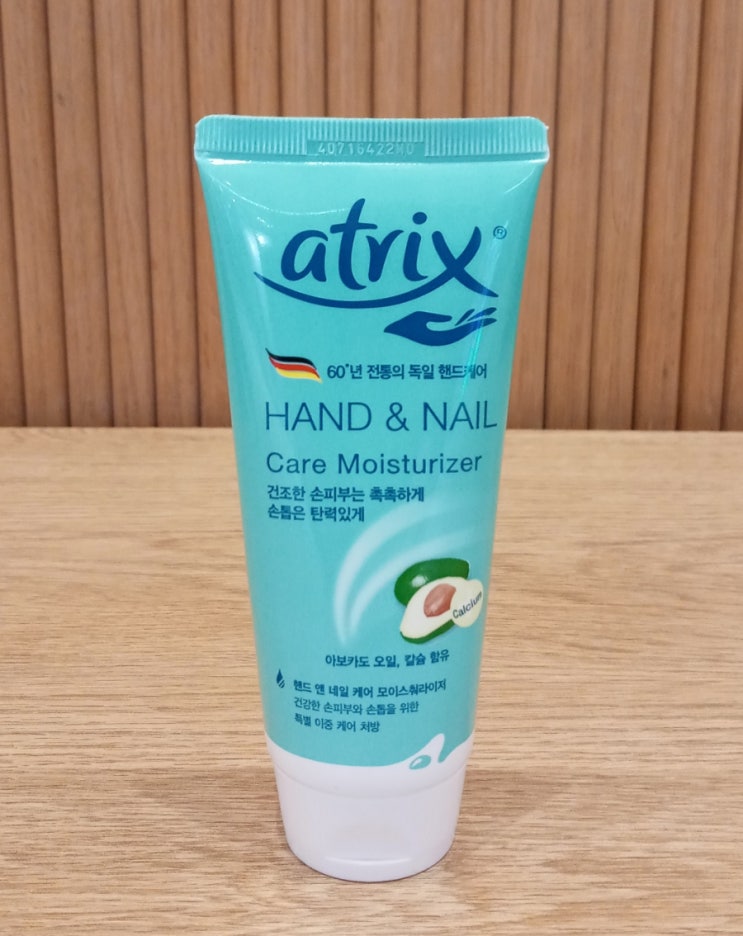 40716422MD
atrix®
60°년 전통의 독일 핸드케어
HAND & NAIL
Care Moisturizer
건조한 손피부는 촉촉하게
손톱은 탄력있게
Calcium
아보카도 오일, 칼슘 함유
핸드 앤 네일 케어 모이스춰라이저
건강한 손피부와 손톱을 위한
특별 이중 케어 처방